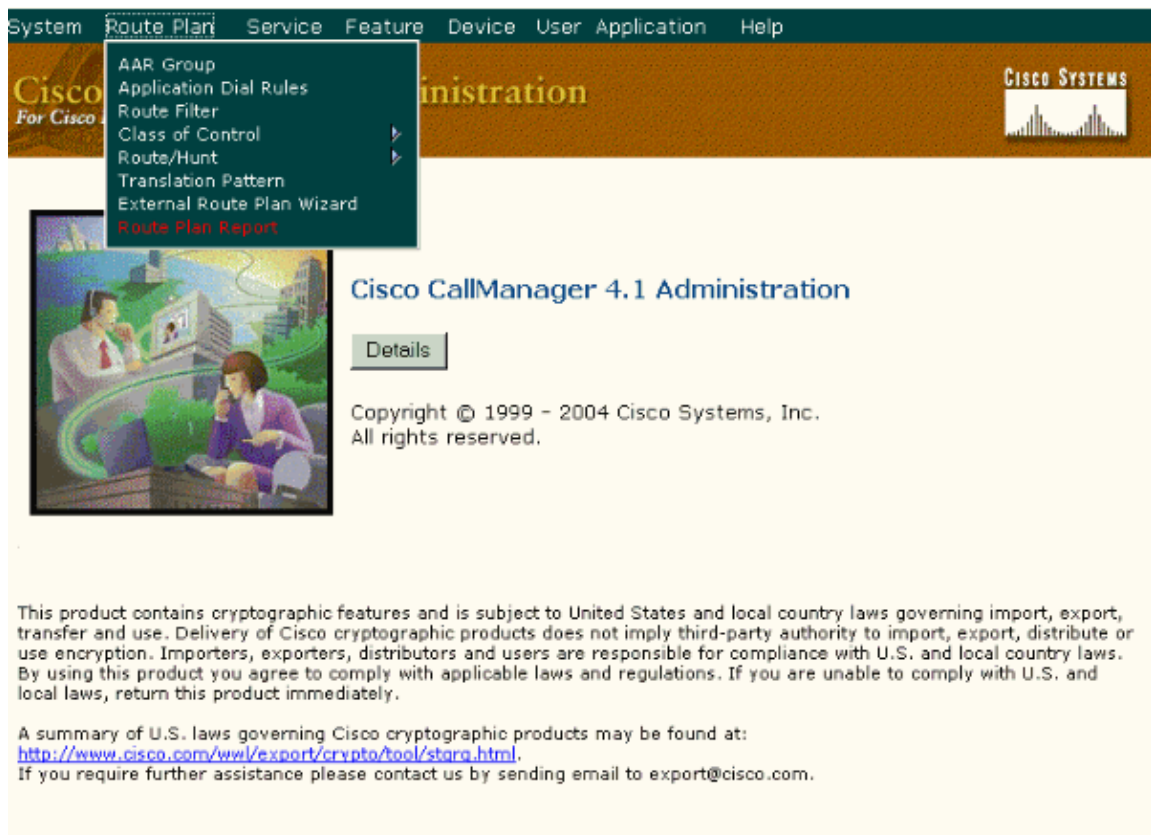 System Route Plan Service Feature Device User Application Help
AAR Group
Application Dial Rules
Route Filter
Class of Control
Route/Hunt
Translation Pattern
External Route Plan Wizard
Route Plan Report
Cisco
For Cisco
inistration
CISCO SYSTEMS
Cisco CallManager 4.1 Administration
Details
Copyright © 1999 - 2004 Cisco Systems, Inc.
All rights reserved.
This product contains cryptographic features and is subject to United States and local country laws governing import, export,
transfer and use. Delivery of Cisco cryptographic products does not imply third-party authority to import, export, distribute or
use encryption. Importers, exporters, distributors and users are responsible for compliance with U.S. and local country laws.
By using this product you agree to comply with applicable laws and regulations. If you are unable to comply with U.S. and
local laws, return this product immediately.
A summary of U.S. laws governing Cisco cryptographic products may be found at:
http://www.cisco.com/wwl/export/crypto/tool/stqrg.html.
If you require further assistance please contact us by sending email to export@cisco.com.